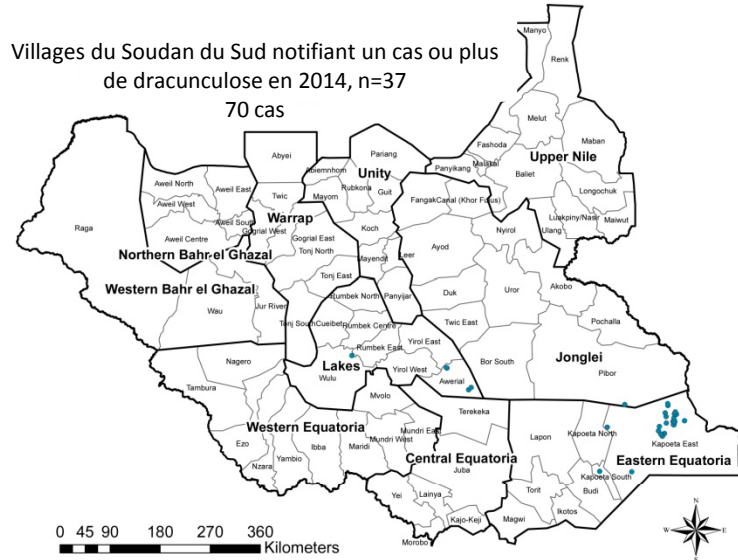 Villages du Soudan du Sud notifiant un cas ou plus
de dracunculose en 2014, n=37
70 cas
Manyo
Renk
Melut
Fashoda
Maban
Abyei
Pariang
Abiemnhom
Unity
Panyikang
Malakal
Upper Nile
Baliet
Aweil North
Aweil East
Twic
Mayom
Rubkona
Guit
Longochuk
Aweil West
Fangak
Canal (Khor Fulus)
Luakpiny/Nasir
Maiwut
Aweil South
Warrap
Gogrial West
Koch
Nyirol
Ulang
Raga
Aweil Centre
Gogrial East
Ayod
Northern Bahr el Ghazal
Tonj North
Mayendit
Leer
Akobo
Western Bahr el Ghazal
Tonj East
Duk
Uror
Rumbek North
Panyijar
Wau
Jur River
Pochalla
Tonj South
Cueibet
Rumbek Centre
Twic East
Rumbek East
Yirol East
Nagero
Lakes
Yirol West
Bor South
Jonglei
Wulu
Awerial
Pibor
Tambura
Mvolo
Terekeka
Western Equatoria
Mundri East
Lapon
Kapoeta North
Kapoeta East
Ezo
Ibba
Maridi
Mundri West
Central Equatoria
Eastern Equatoria
Nzara
Yambio
Juba
Kapoeta South
Yei
Lainya
Torit
Budi
Ikotos
Magwi
Kajo-Keji
Morobo
0 45 90 180 270 360
Kilometers
N
W E
S